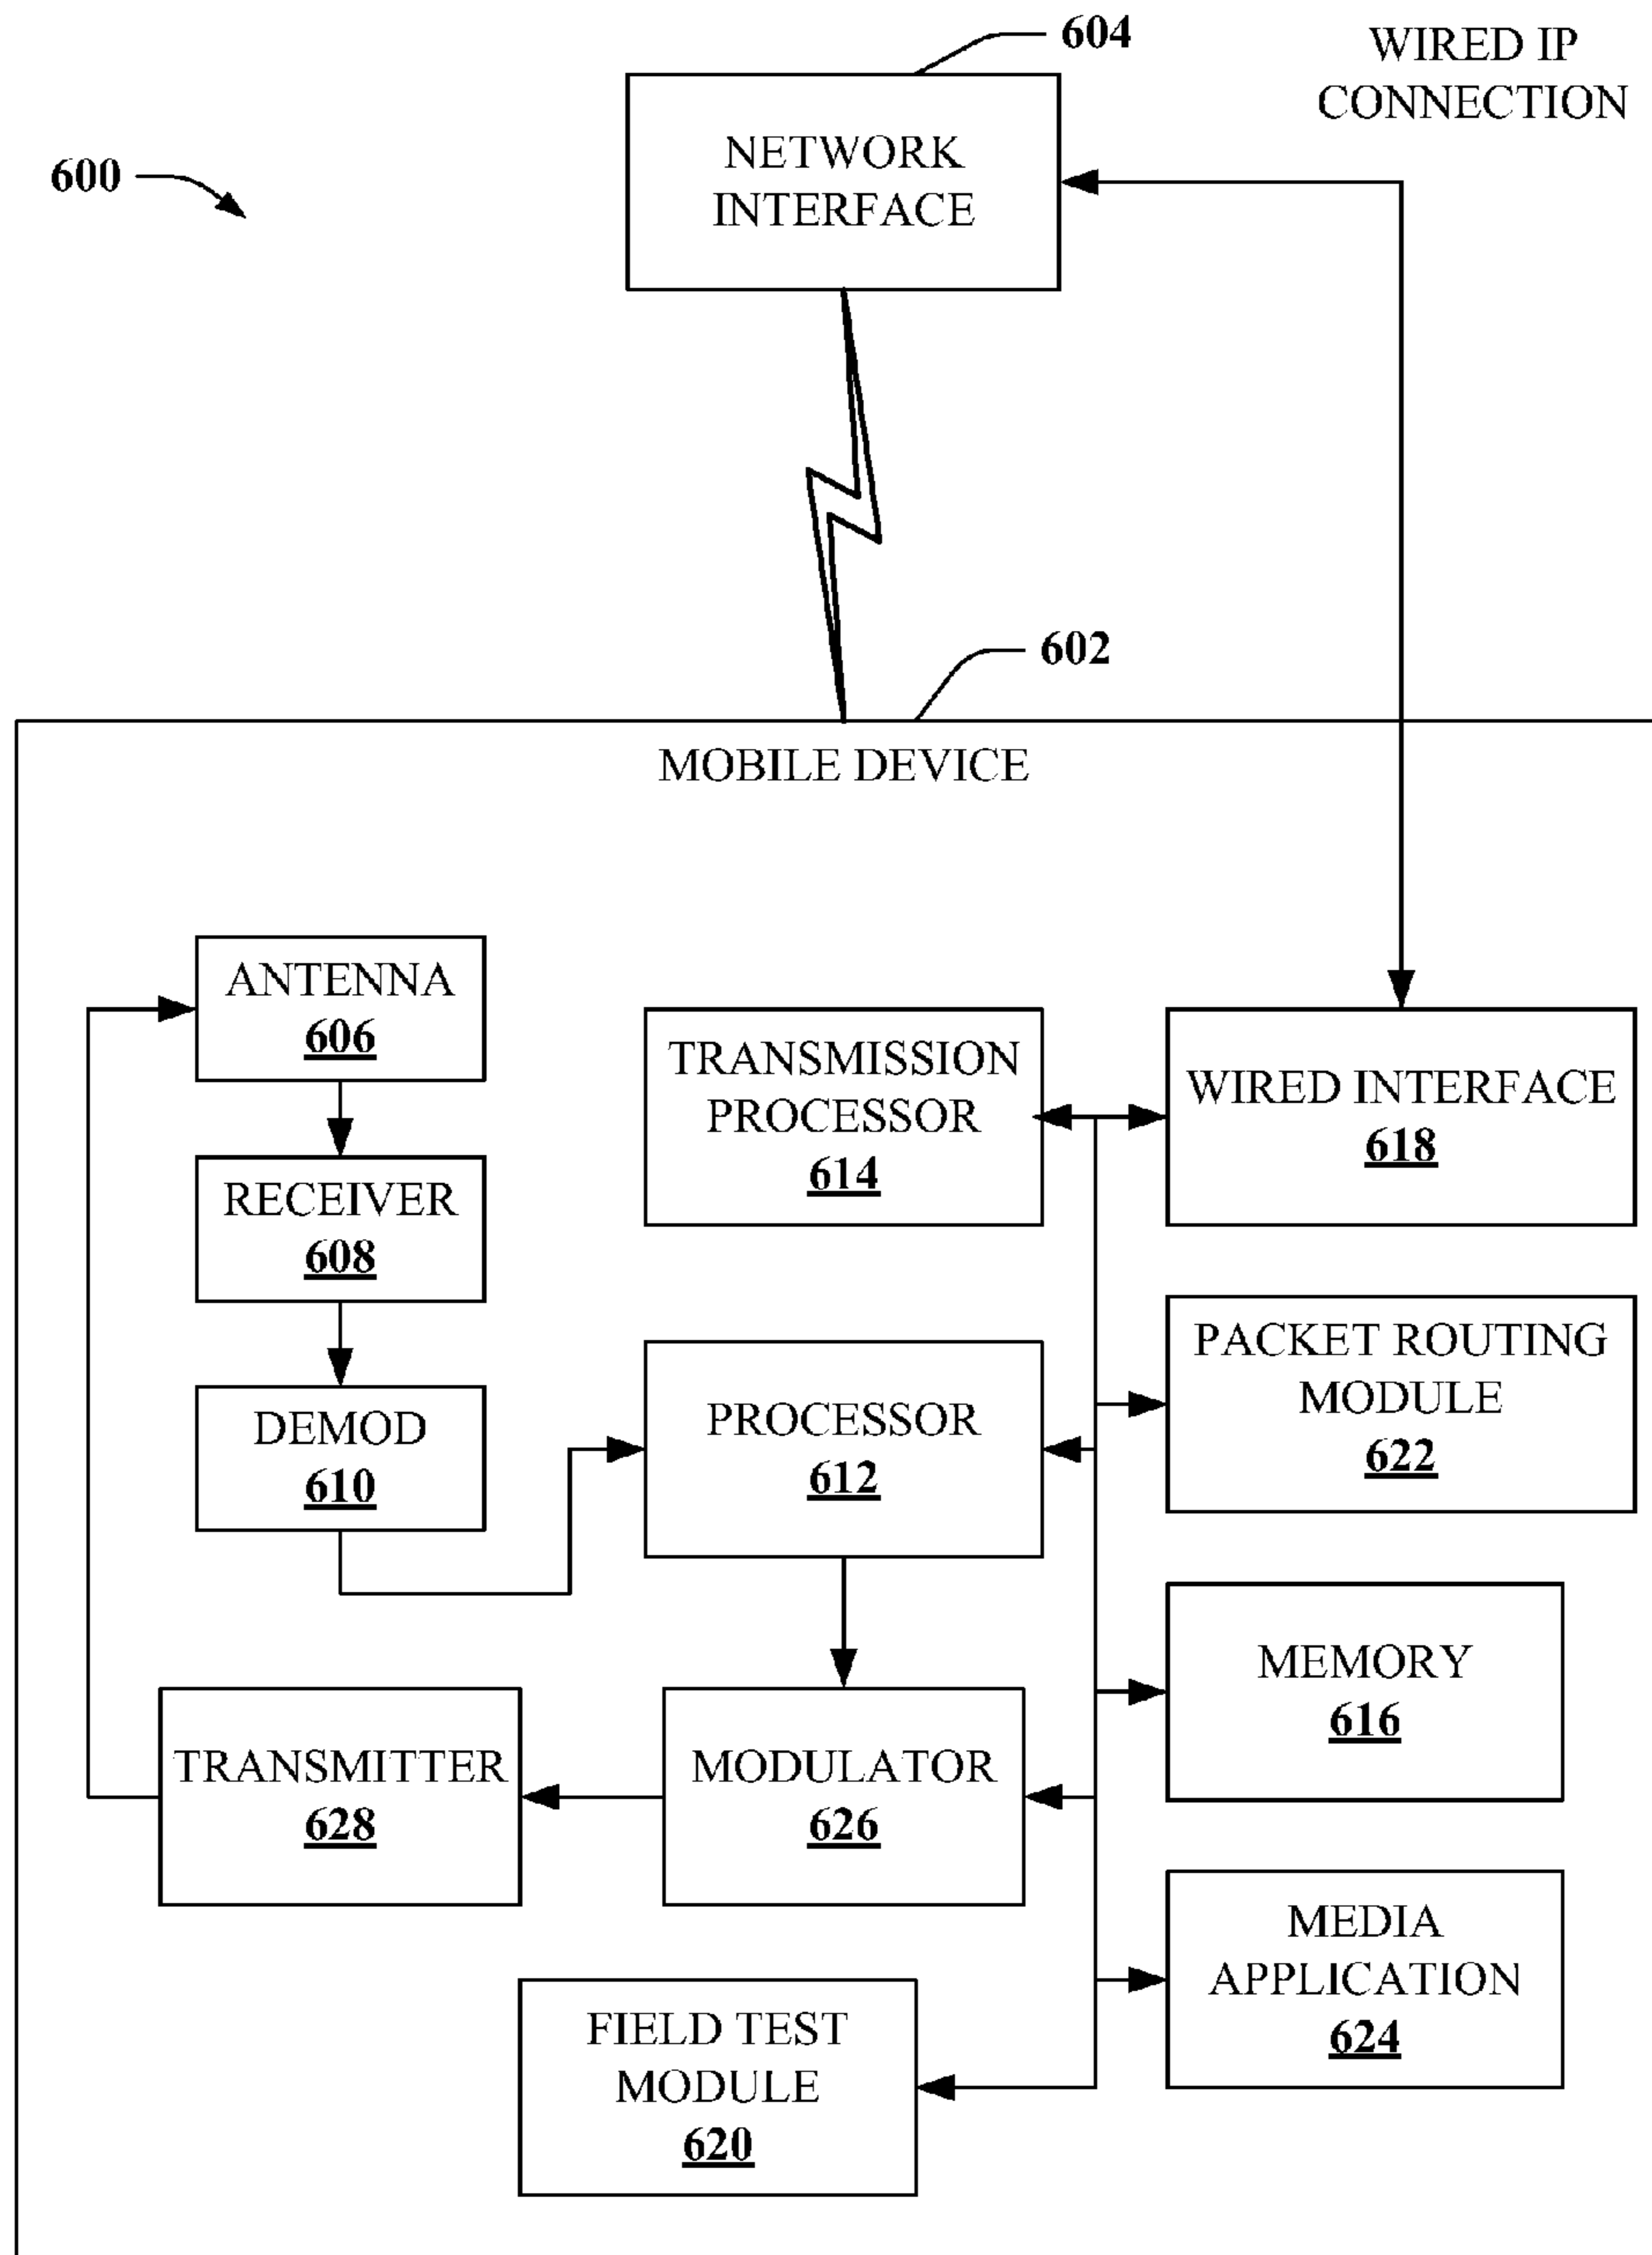 604
WIRED IP
CONNECTION
600
NETWORK
INTERFACE
602
MOBILE DEVICE
ANTENNA
606
TRANSMISSION
PROCESSOR
614
WIRED INTERFACE
618
RECEIVER
608
PACKET ROUTING
MODULE
622
DEMOD
610
PROCESSOR
612
MEMORY
616
TRANSMITTER
628
MODULATOR
626
MEDIA
APPLICATION
624
FIELD TEST
MODULE
620